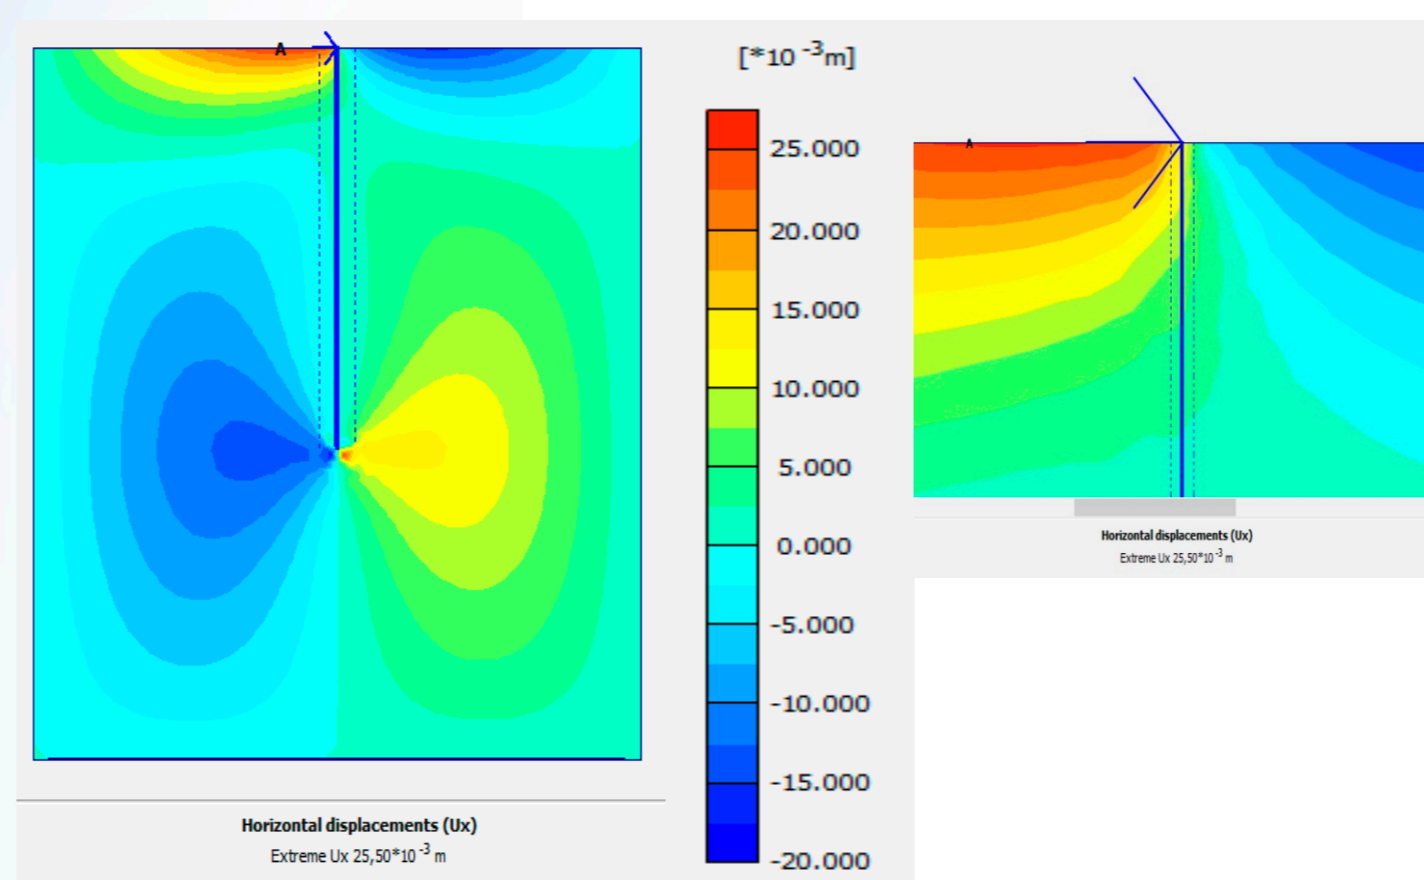 A
Horizontal displacements (Ux)
Extreme Ux 25,50*10 -3 m
[*10 -3m]
25.000
20.000
15.000
10.000
5.000
0.000
-5.000
-10.000
-15.000
-20.000
A
Horizontal displacements (Ux)
Extreme Ux 25,50*10 -3 m